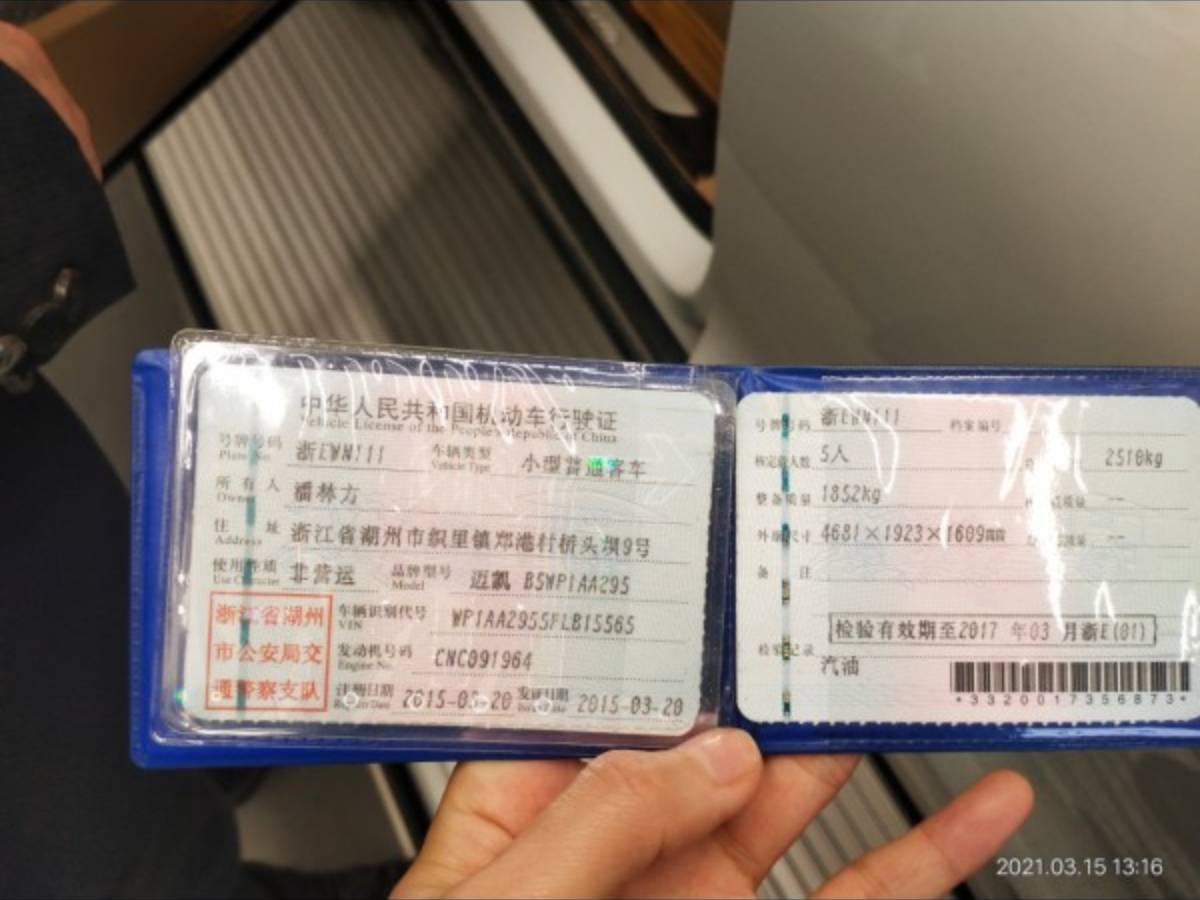 中华人民共和国机动车行驶证
Vehicle License of the People's Republic of China
号牌号码 浙EWN111 车辆类型 小型普通客车
Plate No. Vehicle Type
所有人 潘林方
Owner
住址 浙江省湖州市织里镇郑港村桥头坝9号
Address
使用性质 非营运 品牌型号 迈凯 BSWP1AA295
Use Character Model
浙江省湖州
市公安局交
通警察支队
车辆识别代号 WP1AA2955FLB15565
VIN
发动机号码 CNC091964
Engine No.
注册日期 2015-03-20 发证日期 2015-03-20
Register Date Issue Date
号牌号码 浙EWN111 档案编号
核定载人数 5人 2510kg
整备质量 1852kg 质量 --
外廓尺寸 4681×1923×1609mm 质量 --
备注
检验有效期至2017 年03 月浙E(01)
检验记录
汽油
*3320017356873*
2021.03.15 13:16